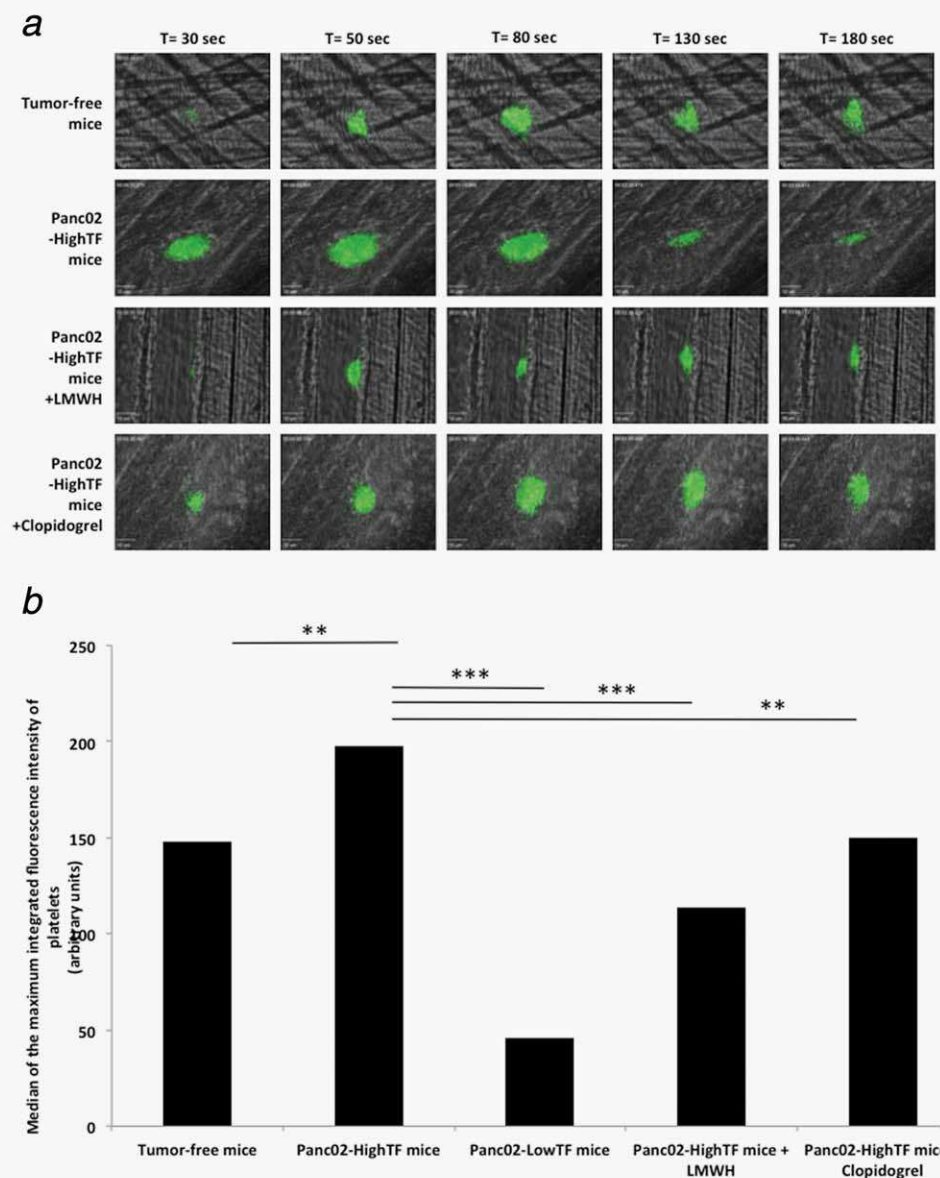 a
T= 30 sec T= 50 sec T= 80 sec T= 130 sec T= 180 sec
Tumor-free
mice
Panc02
-HighTF
mice
Panc02
-HighTF
mice
+LMWH
Panc02
-HighTF
mice
+Clopidogrel
b
Median of the maximum integrated fluorescence intensity of
platelets
(arbitrary units)
250
200
150
100
50
0
**
***
***
**
Tumor-free mice Panc02-HighTF mice Panc02-LowTF mice Panc02-HighTF mice + Panc02-HighTF mic
LMWH Clopidogrel